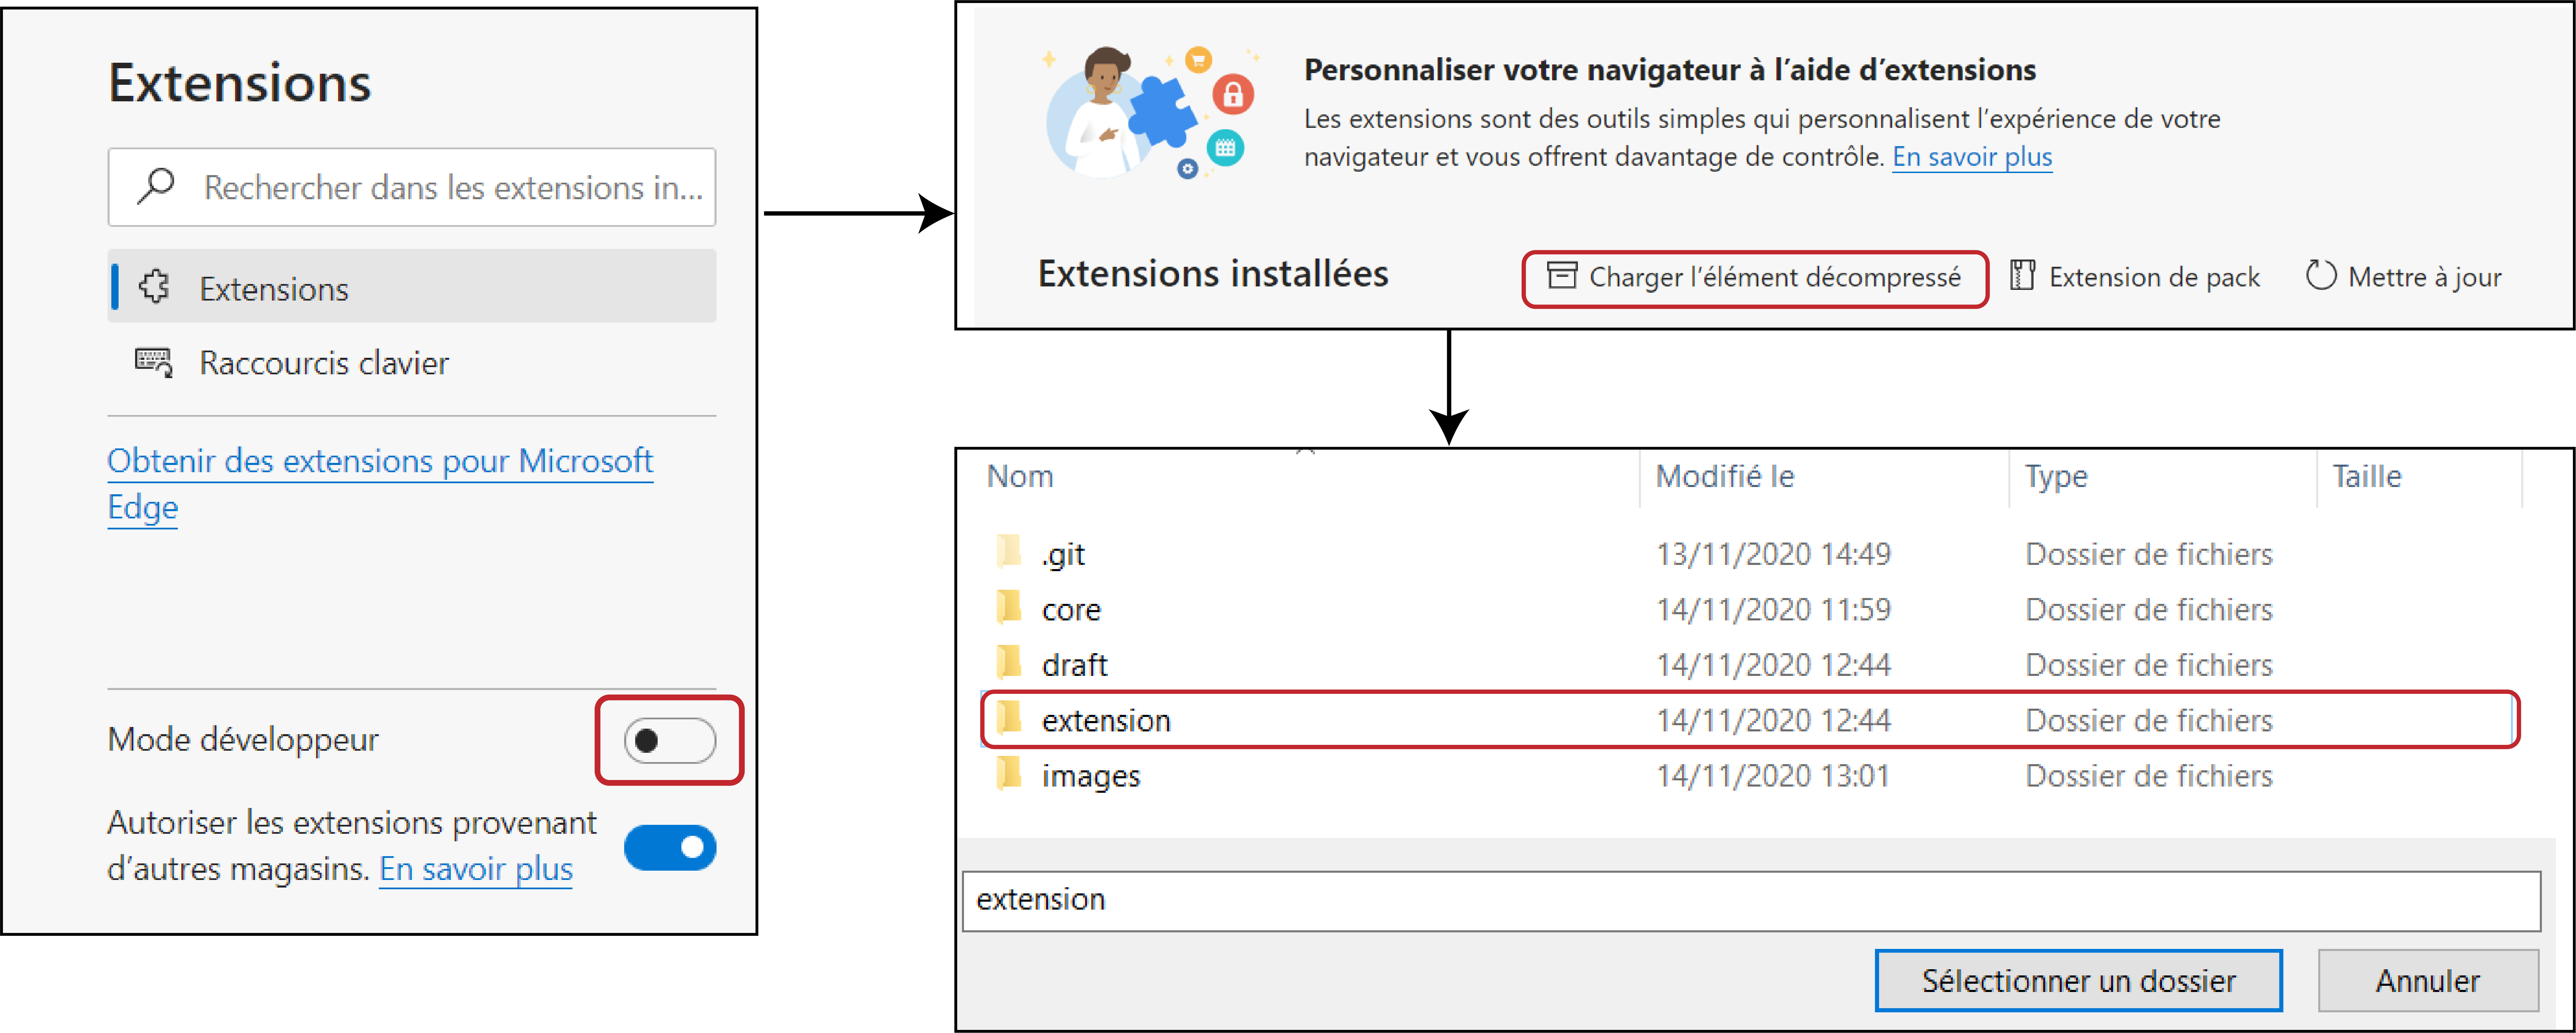 Extensions
Rechercher dans les extensions in...
Extensions
Raccourcis clavier
Obtenir des extensions pour Microsoft
Edge
Mode développeur
Autoriser les extensions provenant
d'autres magasins. En savoir plus
Personnaliser votre navigateur à l'aide d'extensions
Les extensions sont des outils simples qui personnalisent l'expérience de votre
navigateur et vous offrent davantage de contrôle. En savoir plus
Extensions installées Charger l'élément décompressé Extension de pack Mettre à jour
Nom Modifié le Type Taille
.git 13/11/2020 14:49 Dossier de fichiers
core 14/11/2020 11:59 Dossier de fichiers
draft 14/11/2020 12:44 Dossier de fichiers
extension 14/11/2020 12:44 Dossier de fichiers
images 14/11/2020 13:01 Dossier de fichiers
extension
Sélectionner un dossier Annuler